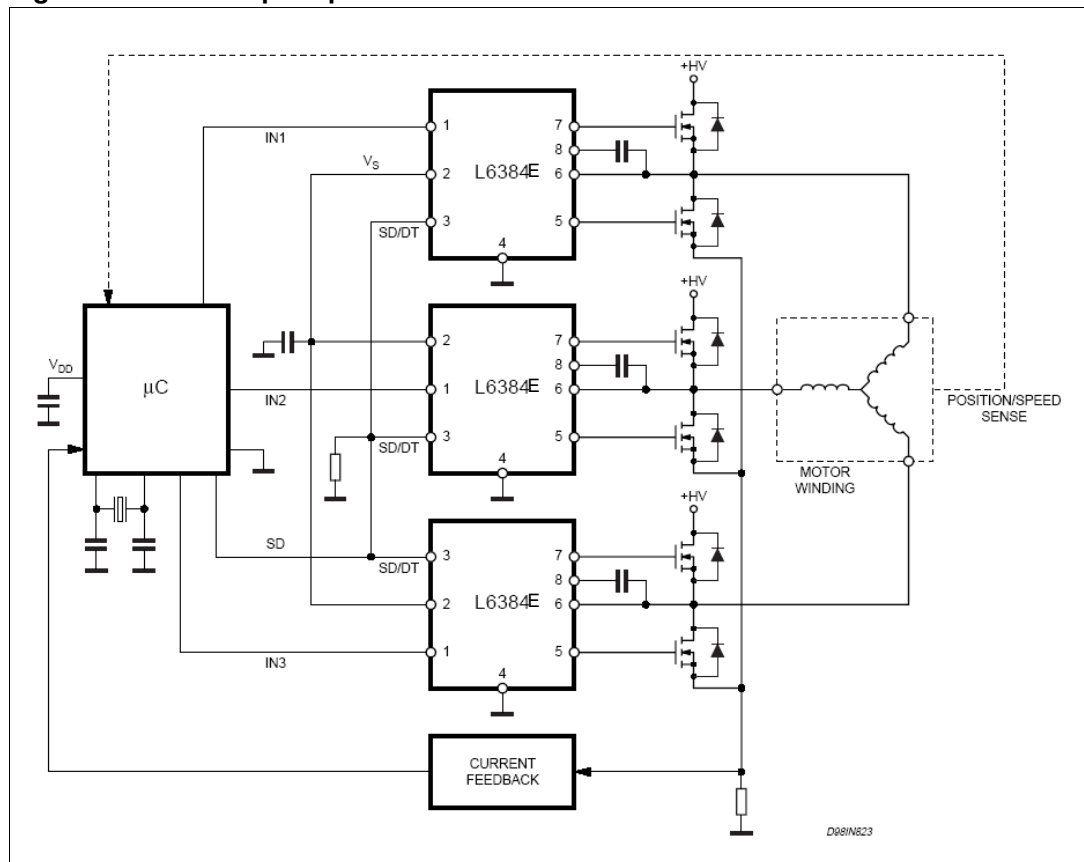 +HV
IN1
1
7
8
V_S
2
L6384E
6
3
5
SD/DT
4
+HV
V_DD
µC
2
7
8
IN2
1
L6384E
6
3
5
SD/DT
4
POSITION/SPEED
SENSE
MOTOR
WINDING
+HV
SD
3
7
SD/DT
8
2
L6384E
6
1
5
IN3
4
CURRENT
FEEDBACK
D98IN823